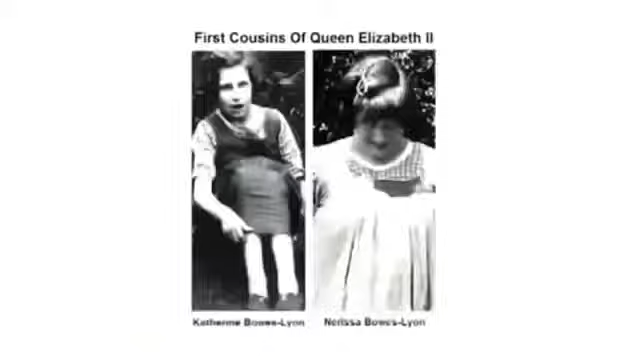 First Cousins Of Queen Elizabeth II
Katherine Bowes-Lyon
Nerissa Bowes-Lyon